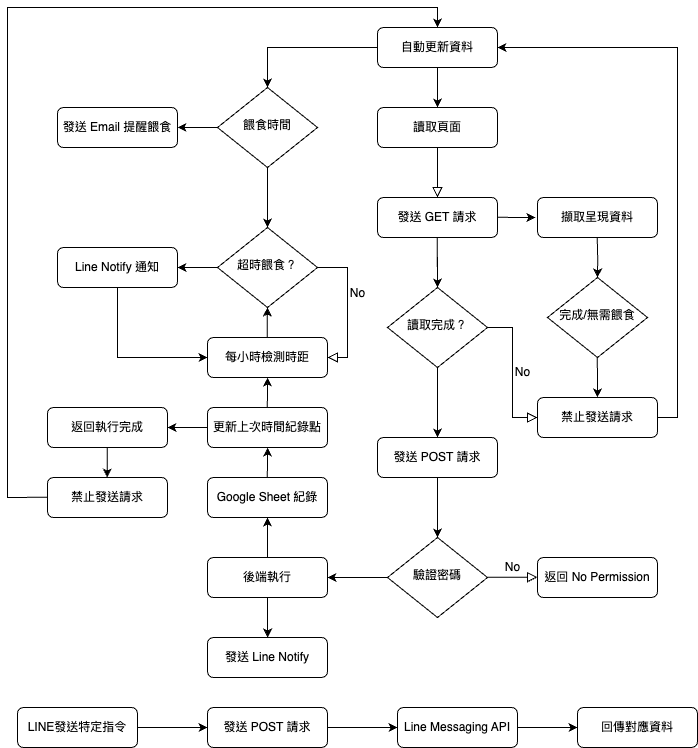 自動更新資料
餵食時間
發送 Email 提醒餵食
讀取頁面
發送 GET 請求
擷取呈現資料
超時餵食？
Line Notify 通知
No
讀取完成？
完成/無需餵食
每小時檢測時距
No
更新上次時間紀錄點
返回執行完成
禁止發送請求
發送 POST 請求
Google Sheet 紀錄
禁止發送請求
後端執行
驗證密碼
No
返回 No Permission
發送 Line Notify
LINE發送特定指令
發送 POST 請求
Line Messaging API
回傳對應資料